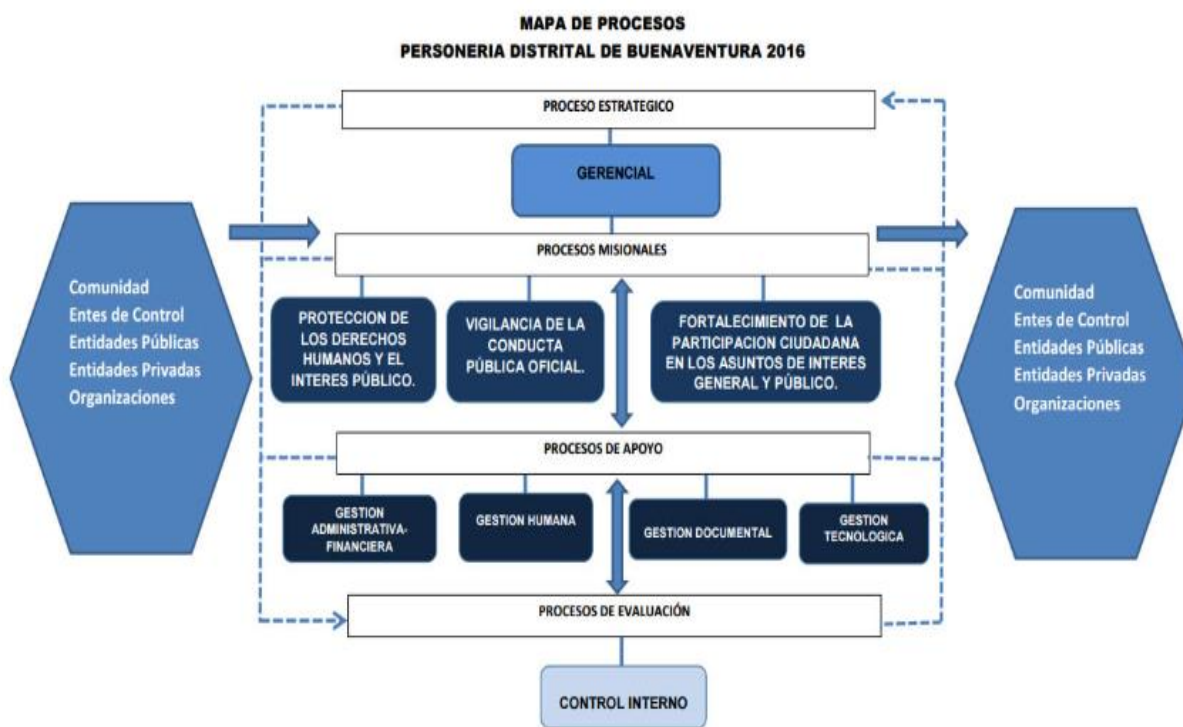 MAPA DE PROCESOS
PERSONERIA DISTRITAL DE BUENAVENTURA 2016
PROCESO ESTRATEGICO
GERENCIAL
Comunidad
Entes de Control
Entidades Públicas
Entidades Privadas
Organizaciones
PROCESOS MISIONALES
PROTECCION DE
LOS DERECHOS
HUMANOS Y EL
INTERES PÚBLICO.
VIGILANCIA DE LA
CONDUCTA
PÚBLICA OFICIAL.
FORTALECIMIENTO DE LA
PARTICIPACION CIUDADANA
EN LOS ASUNTOS DE INTERES
GENERAL Y PÚBLICO.
Comunidad
Entes de Control
Entidades Públicas
Entidades Privadas
Organizaciones
PROCESOS DE APOYO
GESTION
ADMINISTRATIVA-
FINANCIERA
GESTION HUMANA
GESTION DOCUMENTAL
GESTION
TECNOLOGICA
PROCESOS DE EVALUACIÓN
CONTROL INTERNO